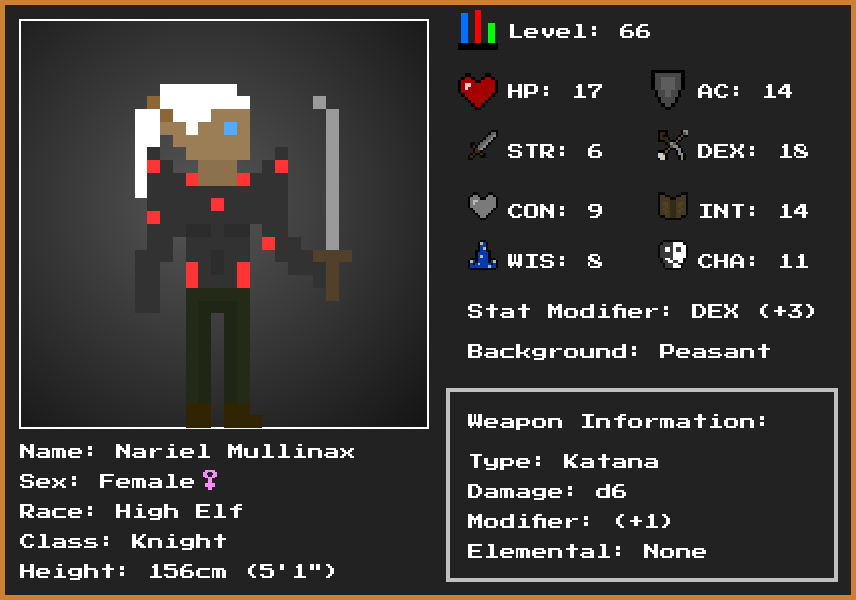 Level: 66
HP: 17 AC: 14
STR: 6 DEX: 18
CON: 9 INT: 14
WIS: 8 CHA: 11
Stat Modifier: DEX (+3)
Background: Peasant
Weapon Information:
Type: Katana
Damage: d6
Modifier: (+1)
Elemental: None
Name: Nariel Mullinax
Sex: Female♀
Race: High Elf
Class: Knight
Height: 156cm (5'1")